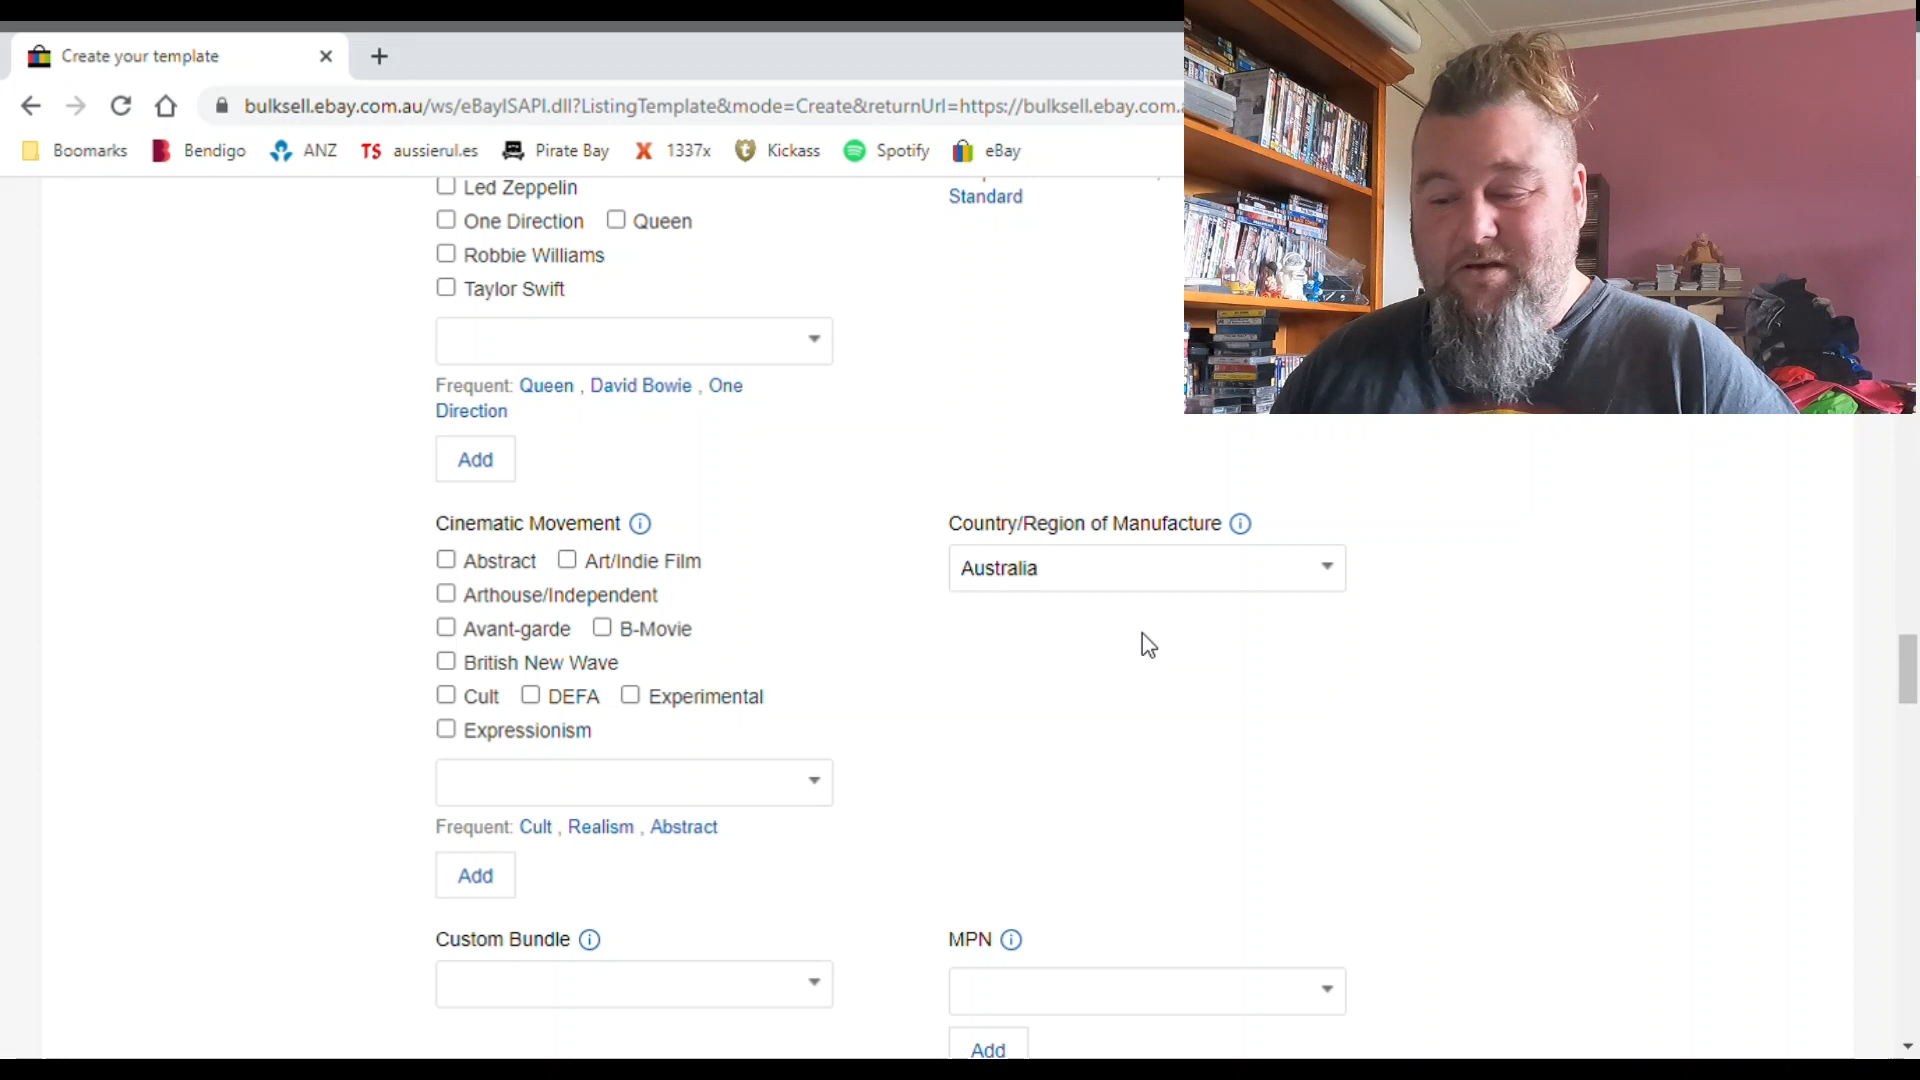 Create your template
bulksell.ebay.com.au/ws/eBayISAPI.dll?ListingTemplate&mode=Create&returnUrl=https://bulksell.ebay.com.a
Boomarks Bendigo ANZ TS aussierul.es Pirate Bay 1337x Kickass Spotify eBay
Led Zeppelin
One Direction Queen
Robbie Williams
Taylor Swift
Frequent: Queen , David Bowie , One
Direction
Add
Standard
Cinematic Movement
Abstract Art/Indie Film
Arthouse/Independent
Avant-garde B-Movie
British New Wave
Cult DEFA Experimental
Expressionism
Frequent: Cult , Realism , Abstract
Add
Country/Region of Manufacture
Australia
Custom Bundle
MPN
Add